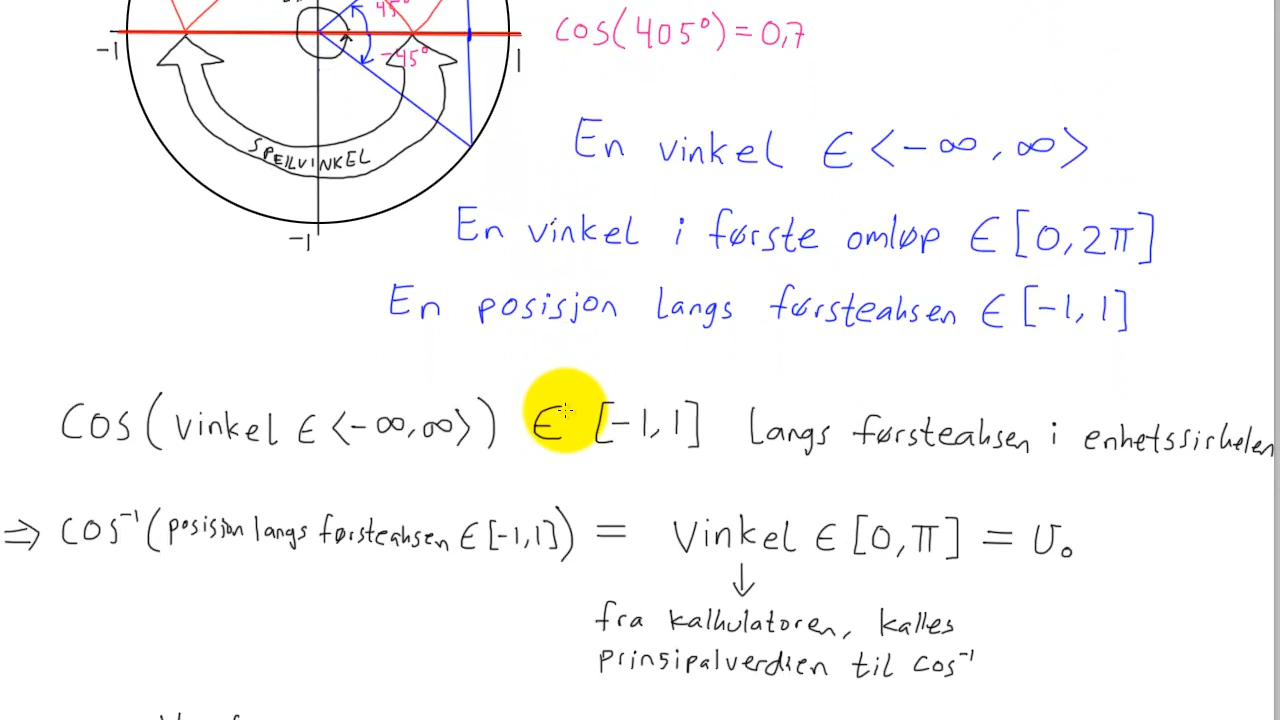 45°
-1
-45°
1
cos(405°) = 0,7
En vinkel ∈ <-∞, ∞>
SPEILVINKEL
En vinkel i første omløp ∈ [0, 2π]
-1
En posisjon langs førsteaksen ∈ [-1, 1]
cos(vinkel ∈ <-∞, ∞>) ∈ [-1, 1] langs førsteaksen i enhetssirkelen
⇒ cos⁻¹(posisjon langs førsteaksen ∈ [-1, 1]) = Vinkel ∈ [0, π] = v₀
↓
fra kalkulatoren, kalles
prinsipalverdien til cos⁻¹